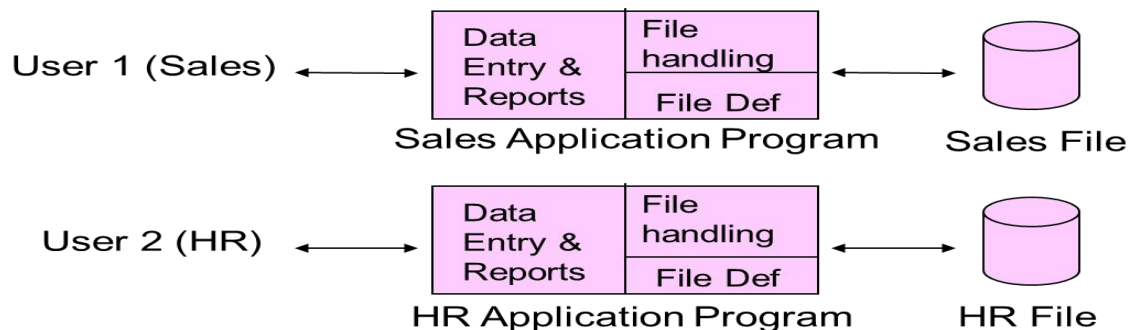 User 1 (Sales)
Data
Entry &
Reports
File
handling
File Def
Sales Application Program
Sales File
User 2 (HR)
Data
Entry &
Reports
File
handling
File Def
HR Application Program
HR File